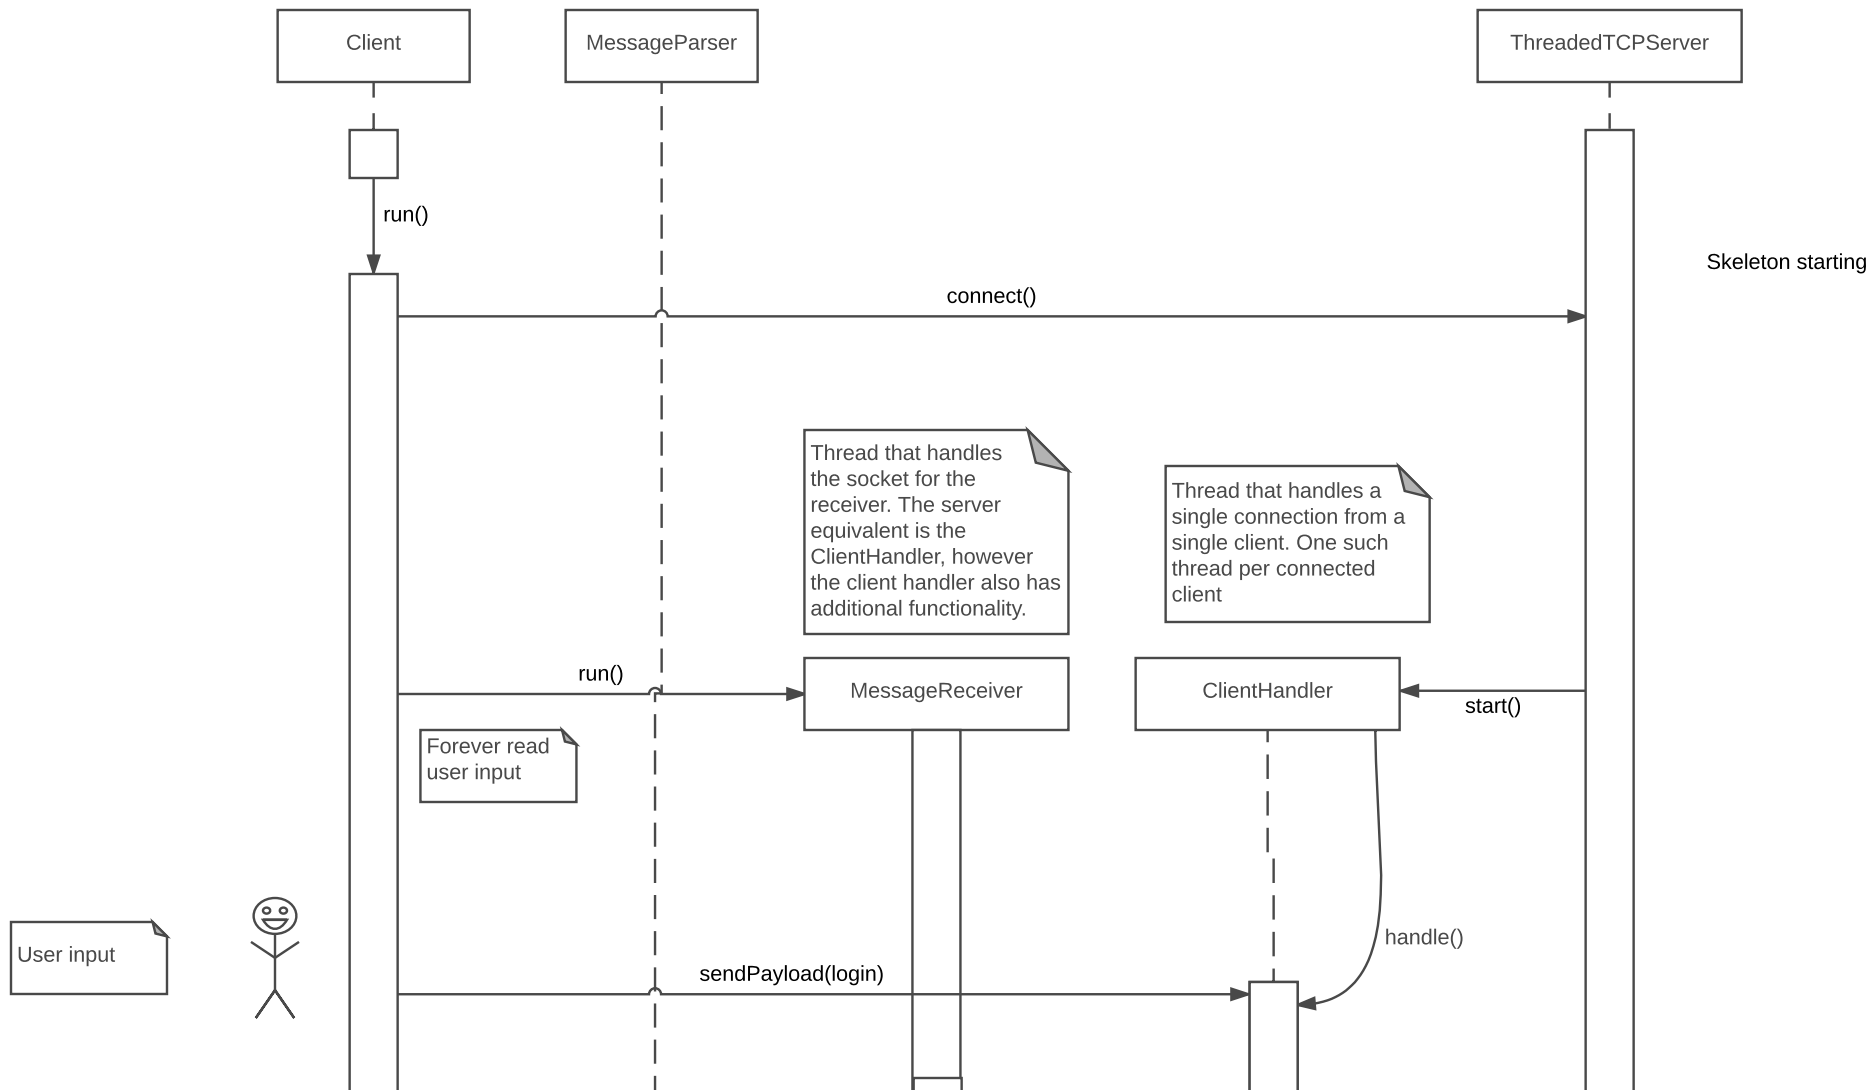 Client
MessageParser
ThreadedTCPServer
run()
Skeleton starting
connect()
Thread that handles
the socket for the
receiver. The server
equivalent is the
ClientHandler, however
the client handler also has
additional functionality.
Thread that handles a
single connection from a
single client. One such
thread per connected
client
run()
MessageReceiver
ClientHandler
start()
Forever read
user input
User input
handle()
sendPayload(login)